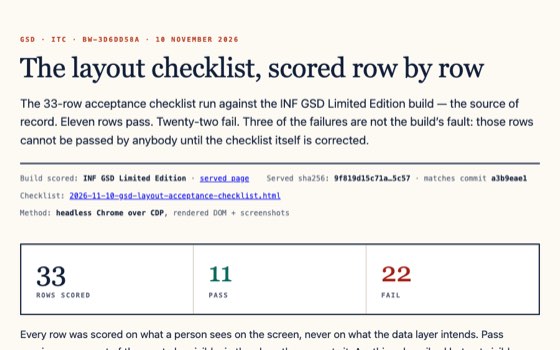 GSD · ITC · BW-3D6DD58A · 10 NOVEMBER 2026
The layout checklist, scored row by row
The 33-row acceptance checklist run against the INF GSD Limited Edition build — the source of
record. Eleven rows pass. Twenty-two fail. Three of the failures are not the build's fault: those rows
cannot be passed by anybody until the checklist itself is corrected.
Build scored: INF GSD Limited Edition · served page Served sha256: 9f819d15c71a…5c57 · matches commit a3b9eae1
Checklist: 2026-11-10-gsd-layout-acceptance-checklist.html
Method: headless Chrome over CDP, rendered DOM + screenshots
33 11 22
ROWS SCORED PASS FAIL
Every row was scored on what a person sees on the screen, never on what the data layer intends. Pass